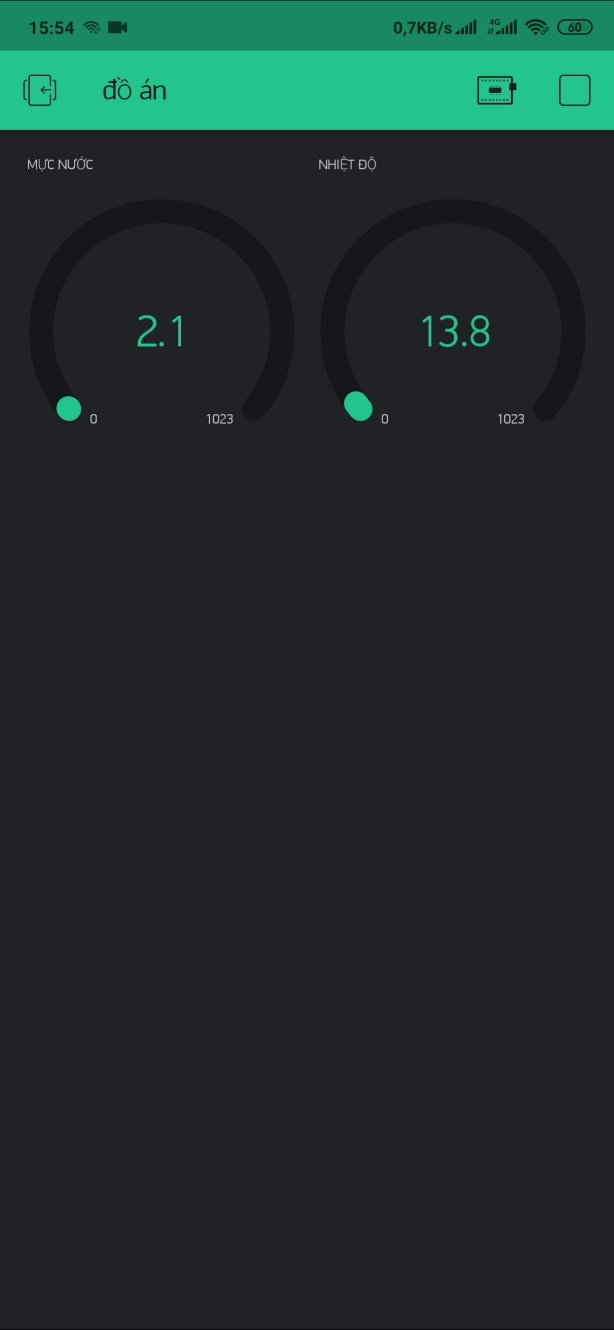 15:54 0,7KB/s 4G 60
đồ án
MỰC NƯỚC NHIỆT ĐỘ
2.1 13.8
0 1023 0 1023